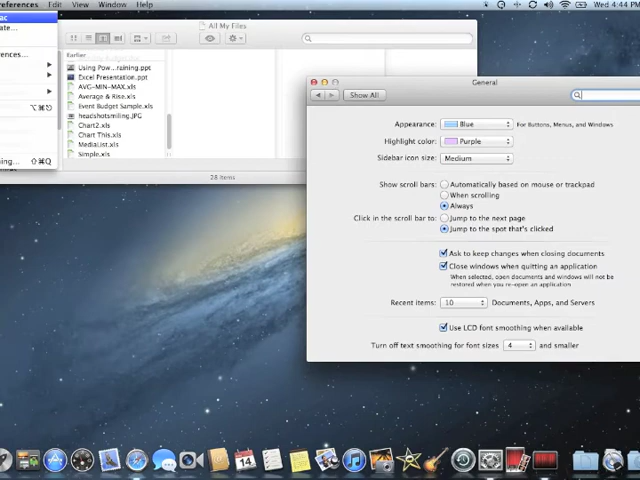 references Edit View Window Help
Wed 4:44 P
ac
ate...
ences...
⌥⌘⎋
ning... ⇧⌘Q
All My Files
Earlier
Using Pow...raining.ppt
Excel Presentation.ppt
AVG-MIN-MAX.xls
Average & Rise.xls
Event Budget Sample.xls
headshotsmiling.JPG
Chart2.xls
Chart This.xls
MediaList.xls
Simple.xls
28 items
General
Show All
Appearance: Blue For Buttons, Menus, and Windows
Highlight color: Purple
Sidebar icon size: Medium
Show scroll bars: Automatically based on mouse or trackpad
When scrolling
Always
Click in the scroll bar to: Jump to the next page
Jump to the spot that's clicked
Ask to keep changes when closing documents
Close windows when quitting an application
When selected, open documents and windows will not be
restored when you re-open an application
Recent items: 10 Documents, Apps, and Servers
Use LCD font smoothing when available
Turn off text smoothing for font sizes 4 and smaller
14